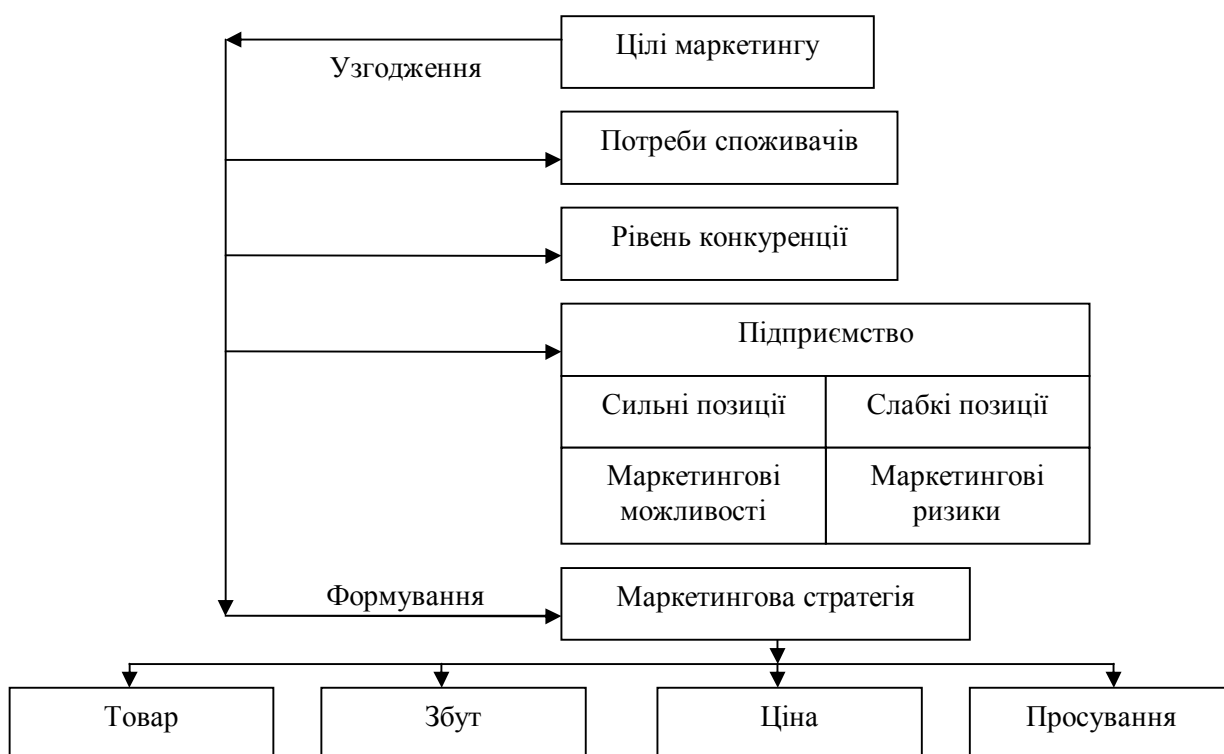 Цілі маркетингу
Узгодження
Потреби споживачів
Рівень конкуренції
Підприємство
Сильні позиції
Слабкі позиції
Маркетингові
можливості
Маркетингові
ризики
Формування
Маркетингова стратегія
Товар
Збут
Ціна
Просування